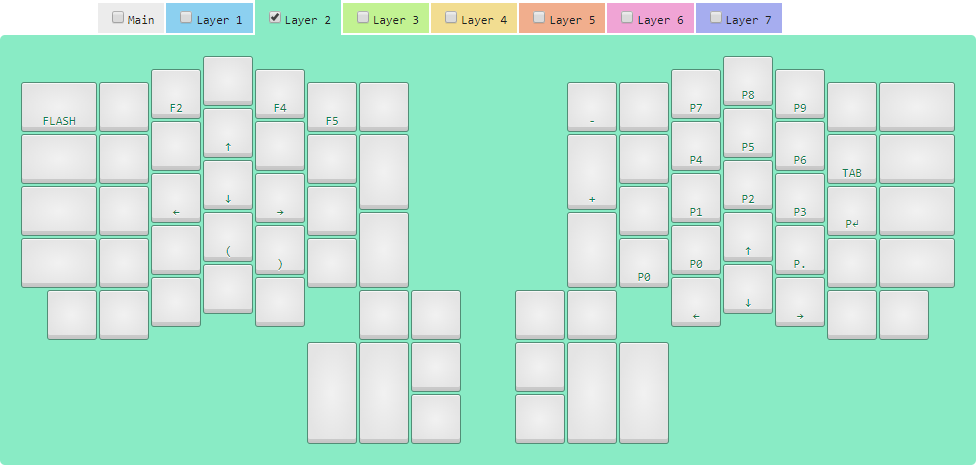 Main Layer 1 Layer 2 Layer 3 Layer 4 Layer 5 Layer 6 Layer 7
P8
F2 F4 P7 P9
FLASH F5 -
↑ P5
P4 P6
TAB
↓ + P2
← → P1 P3
P↲
( ↑
) P0 P.
P0
↓
← →